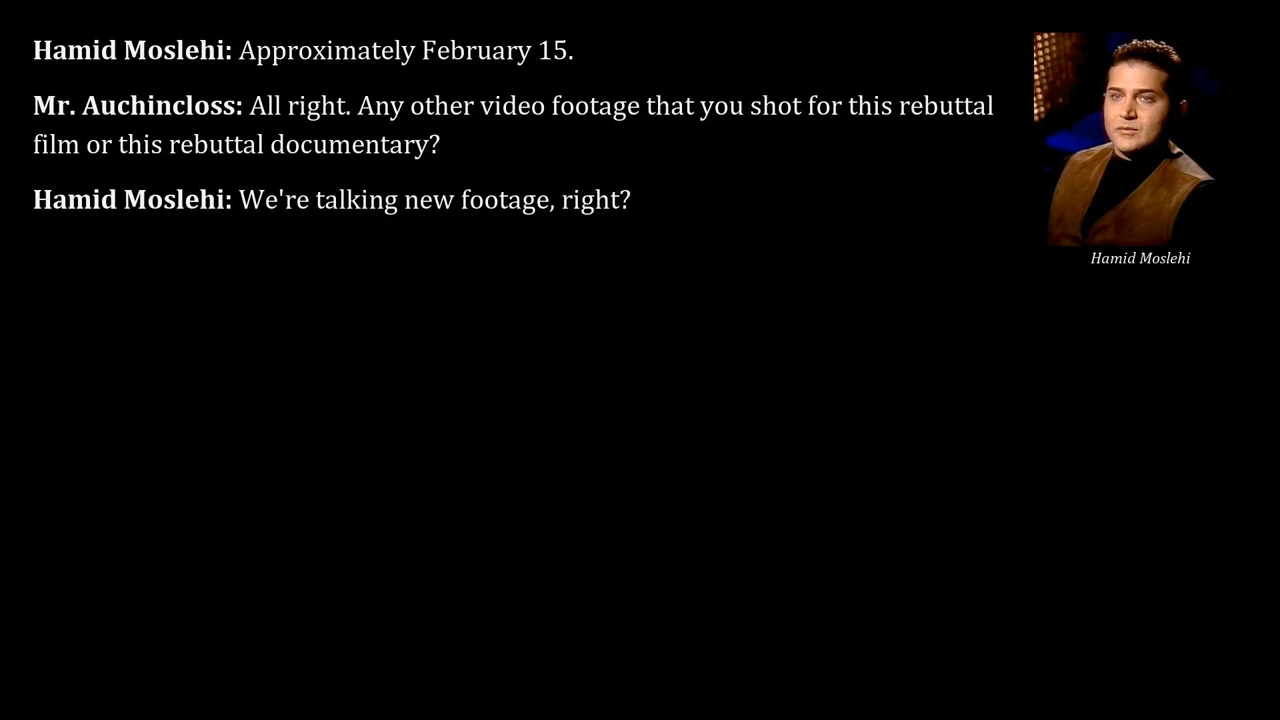 Hamid Moslehi: Approximately February 15.
Mr. Auchincloss: All right. Any other video footage that you shot for this rebuttal
film or this rebuttal documentary?
Hamid Moslehi: We're talking new footage, right?
Hamid Moslehi